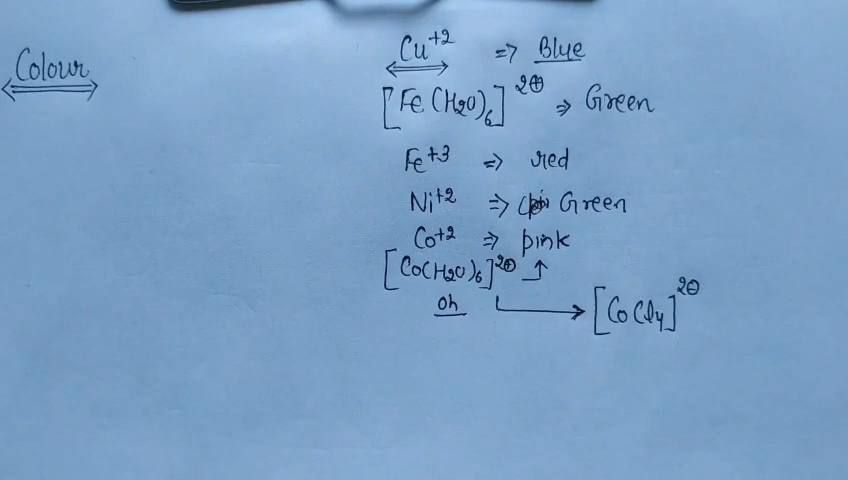 Colour
Cu+2 => Blue
[Fe(H2O)6]2⊕ => Green
Fe+3 => red
Ni+2 => Green
Co+2 => pink
[Co(H2O)6]2⊕ ↑
Oh → [CoCl4]2⊖